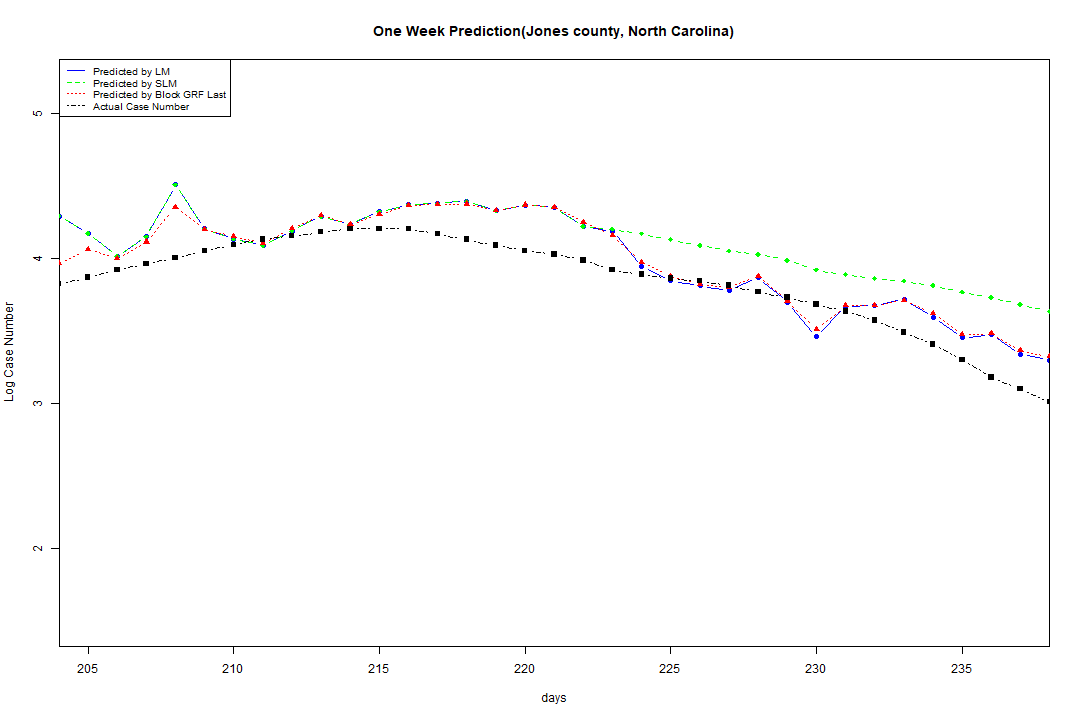 One Week Prediction(Jones county, North Carolina)
Predicted by LM
Predicted by SLM
Predicted by Block GRF Last
Actual Case Number
5
4
3
2
Log Case Number
205 210 215 220 225 230 235
days